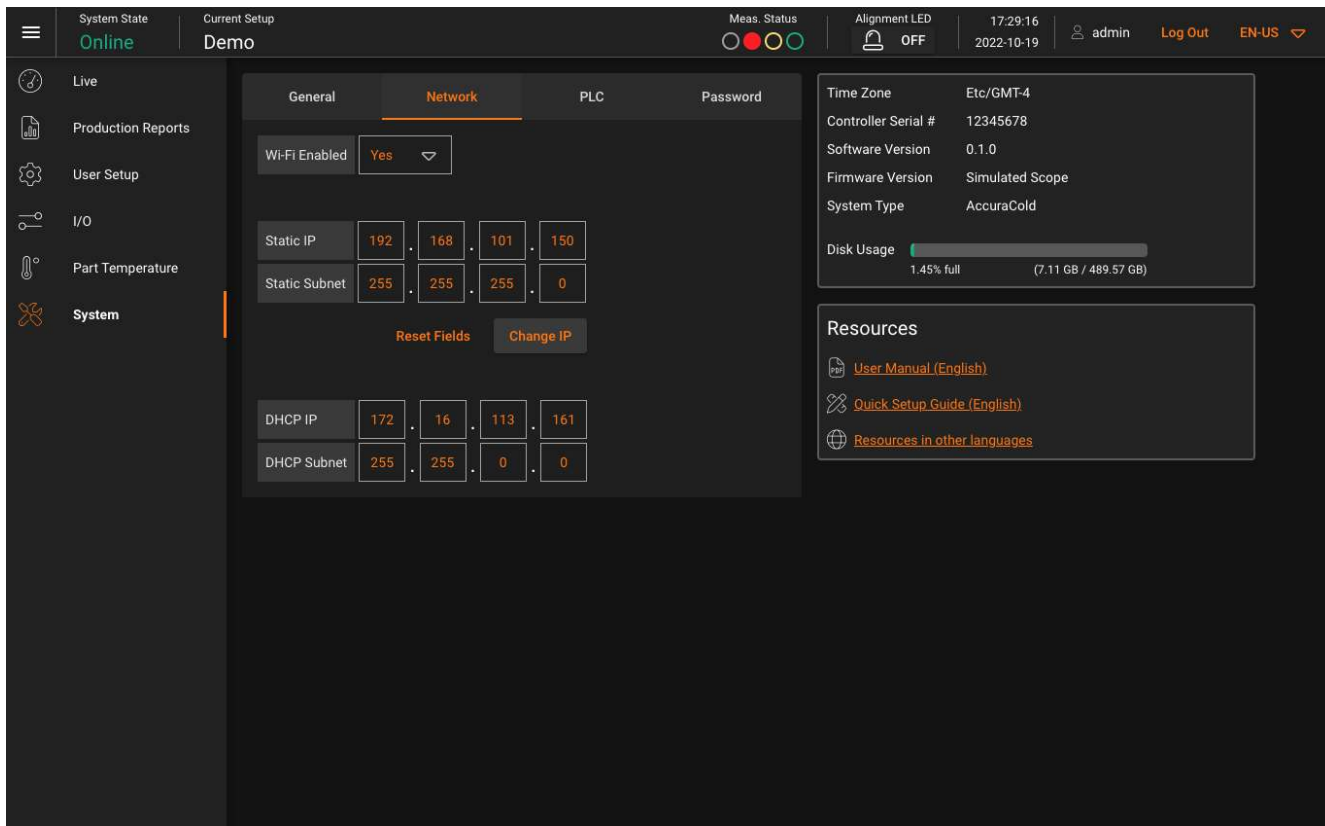 System State
Online
Current Setup
Demo
Meas. Status
Alignment LED
OFF
17:29:16
2022-10-19
admin
Log Out
EN-US
Live
Production Reports
User Setup
I/O
Part Temperature
System
General Network PLC Password
Wi-Fi Enabled Yes
Static IP 192 . 168 . 101 . 150
Static Subnet 255 . 255 . 255 . 0
Reset Fields Change IP
DHCP IP 172 . 16 . 113 . 161
DHCP Subnet 255 . 255 . 0 . 0
Time Zone Etc/GMT-4
Controller Serial # 12345678
Software Version 0.1.0
Firmware Version Simulated Scope
System Type AccuraCold
Disk Usage
1.45% full (7.11 GB / 489.57 GB)
Resources
PDF User Manual (English)
Quick Setup Guide (English)
Resources in other languages